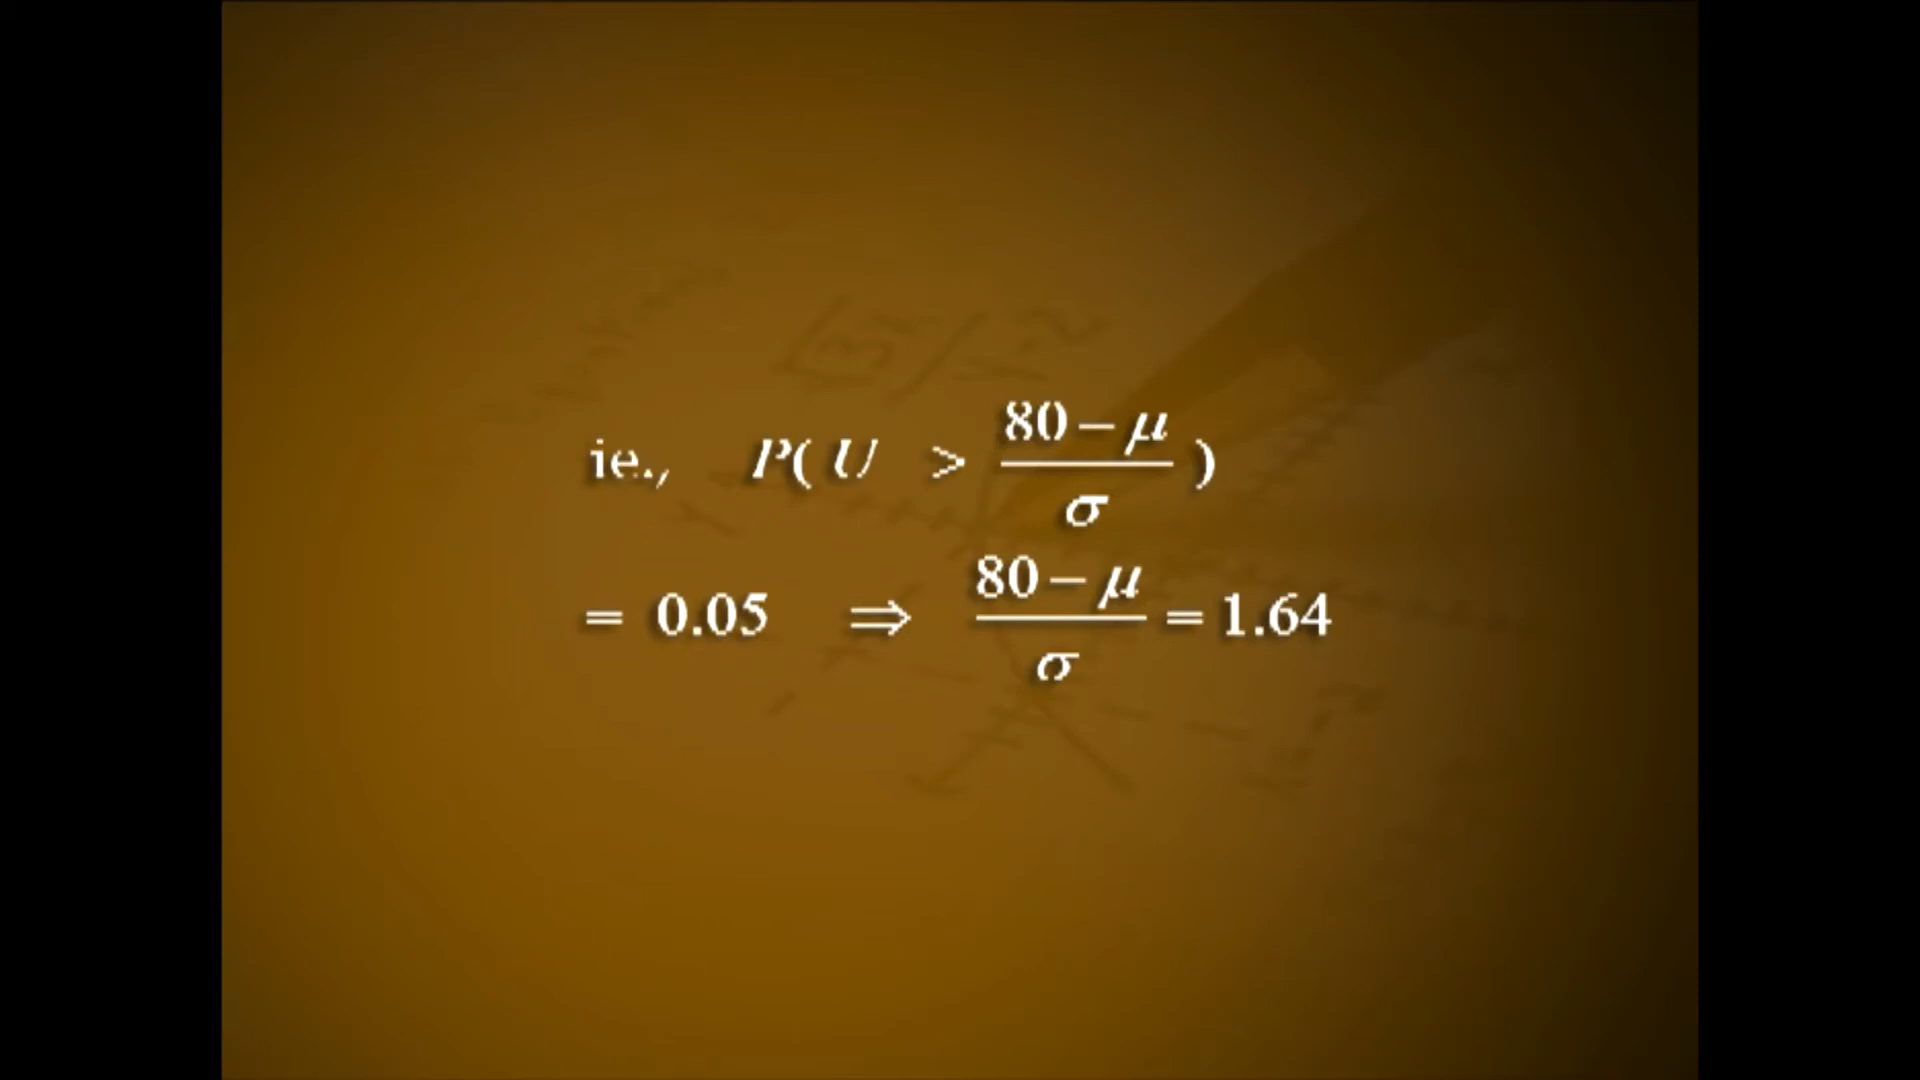 ie., P( U > (80 – μ)/σ )
= 0.05 ⇒ (80 – μ)/σ = 1.64